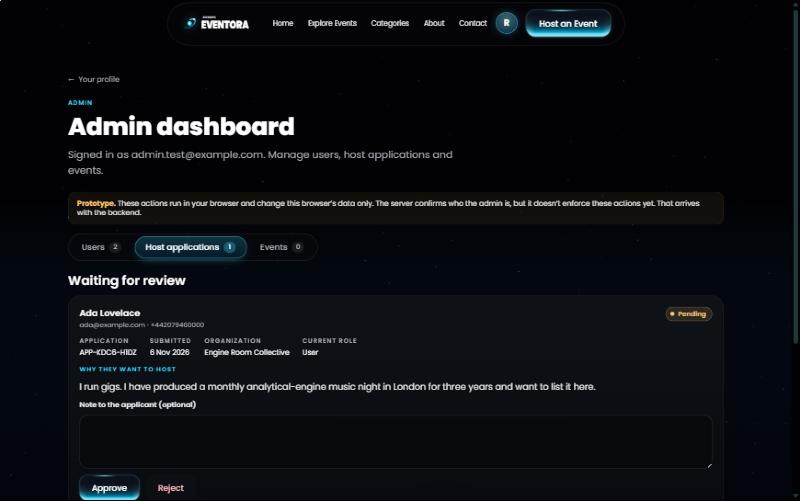 EVENTORA
Home
Explore Events
Categories
About
Contact
R
Host an Event
← Your profile
ADMIN
Admin dashboard
Signed in as admin.test@example.com. Manage users, host applications and
events.
Prototype. These actions run in your browser and change this browser's data only. The server confirms who the admin is, but it doesn't enforce these actions yet. That arrives
with the backend.
Users 2
Host applications 1
Events 0
Waiting for review
Ada Lovelace
Pending
ada@example.com · +442079460000
APPLICATION SUBMITTED ORGANIZATION CURRENT ROLE
APP-KDC6-H1DZ 6 Nov 2026 Engine Room Collective User
WHY THEY WANT TO HOST
I run gigs. I have produced a monthly analytical-engine music night in London for three years and want to list it here.
Note to the applicant (optional)
Approve
Reject